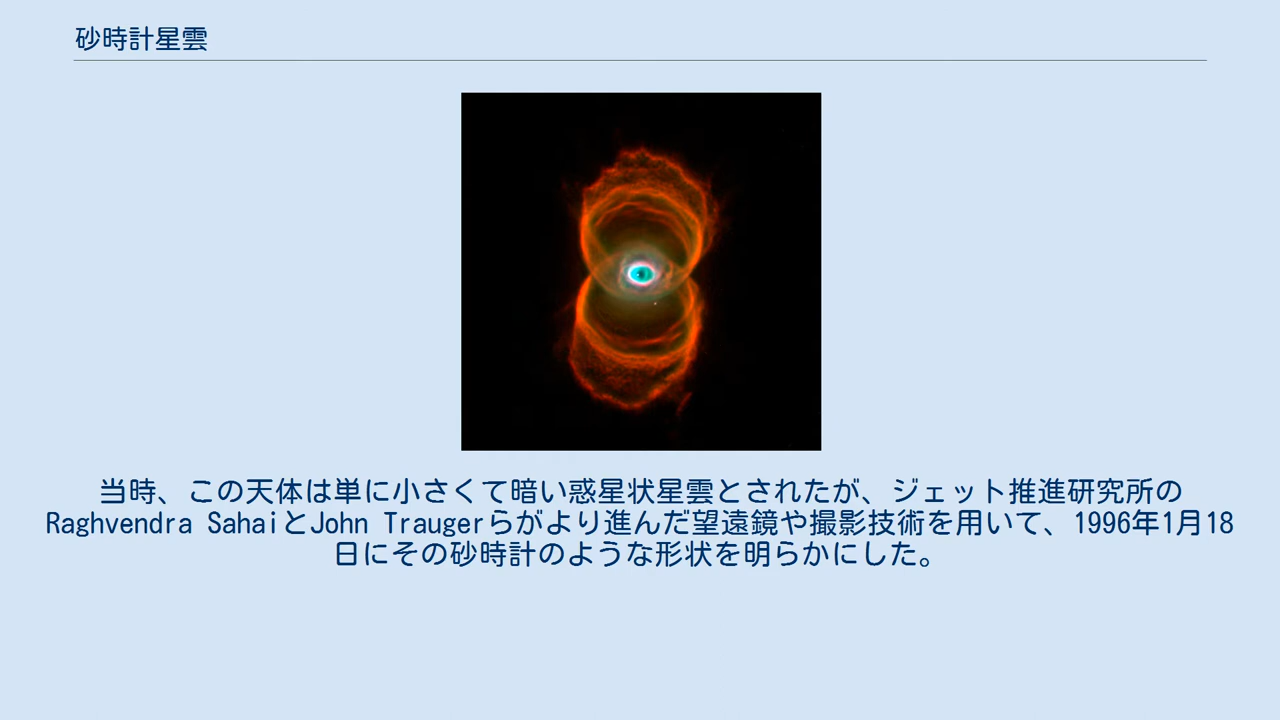 砂時計星雲
当時、この天体は単に小さくて暗い惑星状星雲とされたが、ジェット推進研究所の
Raghvendra SahaiとJohn Traugerらがより進んだ望遠鏡や撮影技術を用いて、1996年1月18
日にその砂時計のような形状を明らかにした。